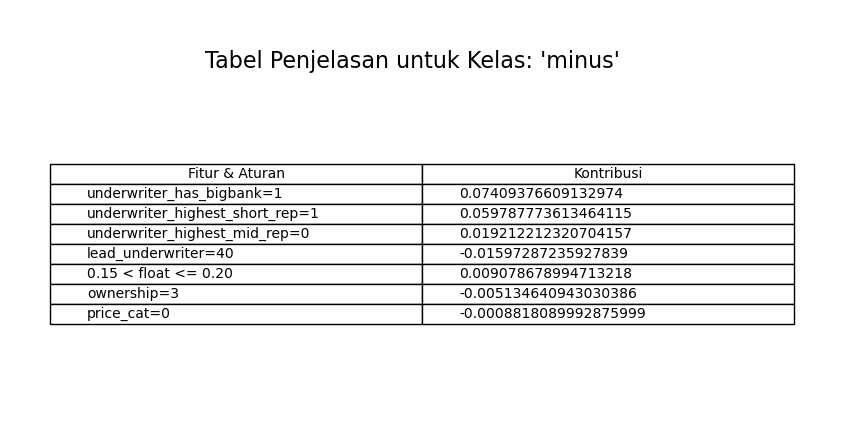 Tabel Penjelasan untuk Kelas: 'minus'
Fitur & Aturan Kontribusi
underwriter_has_bigbank=1 0.07409376609132974
underwriter_highest_short_rep=1 0.059787773613464115
underwriter_highest_mid_rep=0 0.019212212320704157
lead_underwriter=40 -0.01597287235927839
0.15 < float <= 0.20 0.009078678994713218
ownership=3 -0.005134640943030386
price_cat=0 -0.0008818089992875999